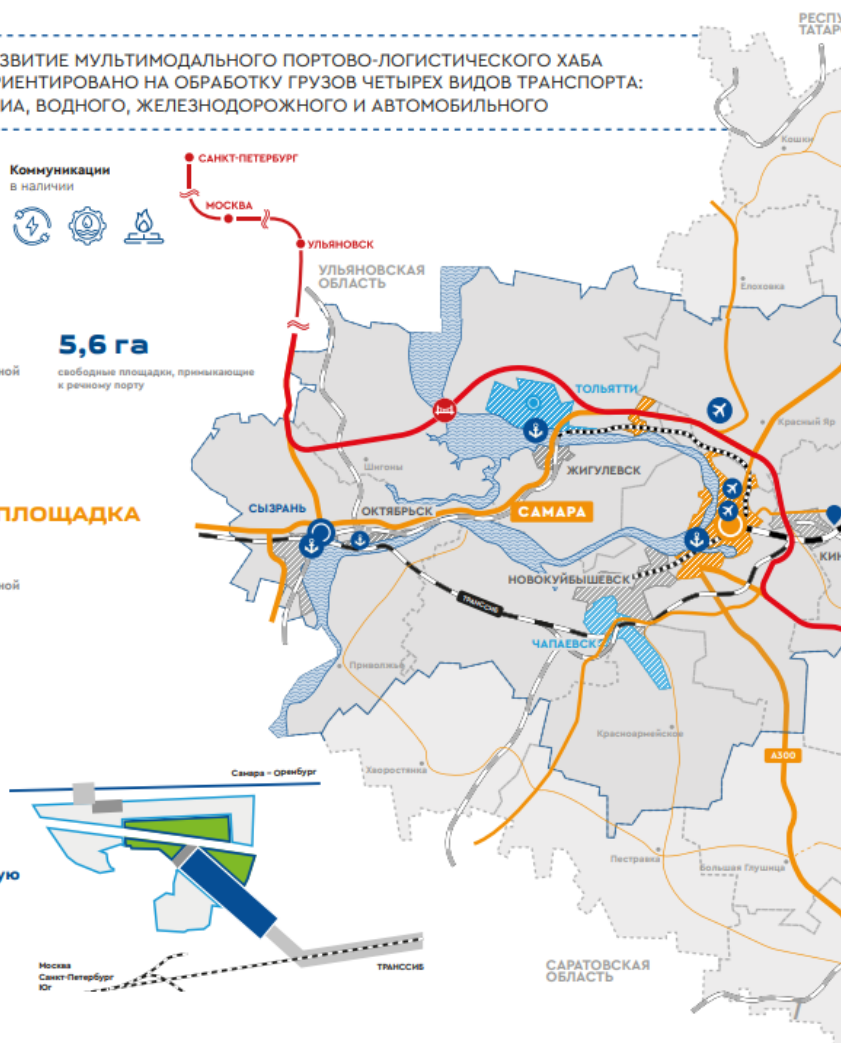 РЕСПУ
ТАТАРС
ЗВИТИЕ МУЛЬТИМОДАЛЬНОГО ПОРТОВО-ЛОГИСТИЧЕСКОГО ХАБА
РИЕНТИРОВАНО НА ОБРАБОТКУ ГРУЗОВ ЧЕТЫРЕХ ВИДОВ ТРАНСПОРТА:
ИА, ВОДНОГО, ЖЕЛЕЗНОДОРОЖНОГО И АВТОМОБИЛЬНОГО
Кошки
Коммуникации
в наличии
САНКТ-ПЕТЕРБУРГ
МОСКВА
УЛЬЯНОВСК
УЛЬЯНОВСКАЯ
ОБЛАСТЬ
Елоховка
5,6 га
ной
свободные площадки, примыкающие
к речному порту
ТОЛЬЯТТИ
Красный Яр
Шигоны
ЖИГУЛЕВСК
СЫЗРАНЬ
ОКТЯБРЬСК
САМАРА
ПЛОЩАДКА
КИН
НОВОКУЙБЫШЕВСК
ной
ТРАНССИБ
ЧАПАЕВСК
Приволжье
Красноармейское
А300
Хворостянка
Самара – Оренбург
Пестравка
Большая Глушица
ую
Москва
Санкт-Петербург
Юг
ТРАНССИБ
САРАТОВСКАЯ
ОБЛАСТЬ